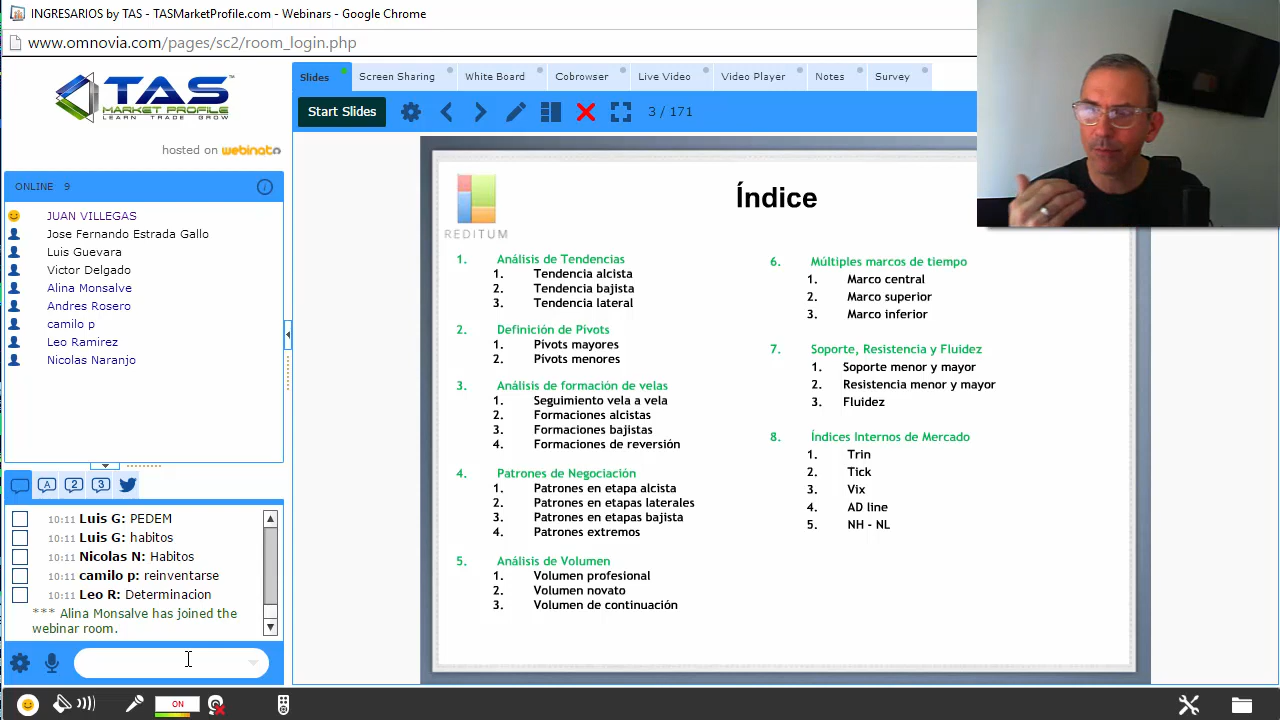 INGRESARIOS by TAS - TASMarketProfile.com - Webinars - Google Chrome
www.omnovia.com/pages/sc2/room_login.php
TAS
MARKET PROFILE
LEARN TRADE GROW
hosted on webinato
ONLINE 9
JUAN VILLEGAS
Jose Fernando Estrada Gallo
Luis Guevara
Victor Delgado
Alina Monsalve
Andres Rosero
camilo p
Leo Ramirez
Nicolas Naranjo
A 2 3
10:11 Luis G: PEDEM
10:11 Luis G: habitos
10:11 Nicolas N: Habitos
10:11 camilo p: reinventarse
10:11 Leo R: Determinacion
*** Alina Monsalve has joined the
webinar room.
ON
Slides Screen Sharing White Board Cobrowser Live Video Video Player Notes Survey
Start Slides 3 / 171
REDITUM
Índice
1. Análisis de Tendencias
1. Tendencia alcista
2. Tendencia bajista
3. Tendencia lateral
2. Definición de Pivots
1. Pivots mayores
2. Pivots menores
3. Análisis de formación de velas
1. Seguimiento vela a vela
2. Formaciones alcistas
3. Formaciones bajistas
4. Formaciones de reversión
4. Patrones de Negociación
1. Patrones en etapa alcista
2. Patrones en etapas laterales
3. Patrones en etapas bajista
4. Patrones extremos
5. Análisis de Volumen
1. Volumen profesional
2. Volumen novato
3. Volumen de continuación
6. Múltiples marcos de tiempo
1. Marco central
2. Marco superior
3. Marco inferior
7. Soporte, Resistencia y Fluidez
1. Soporte menor y mayor
2. Resistencia menor y mayor
3. Fluidez
8. Índices Internos de Mercado
1. Trin
2. Tick
3. Vix
4. AD line
5. NH - NL